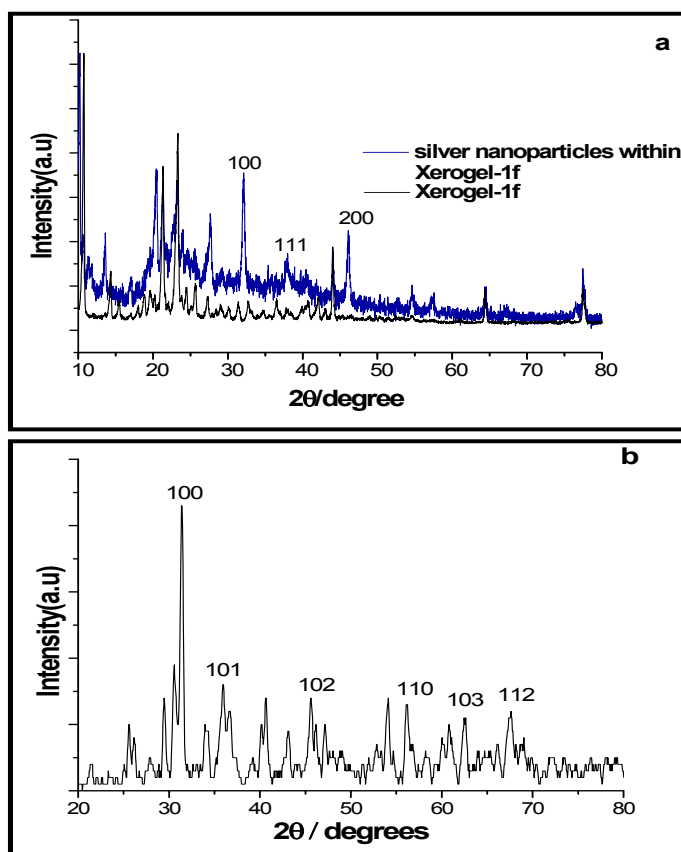 a
silver nanoparticles within
Xerogel-1f
Xerogel-1f
100
111
200
Intensity(a.u)
10 20 30 40 50 60 70 80
2θ/degree
b
100
101
102
110
103
112
Intensity(a.u)
20 30 40 50 60 70 80
2θ / degrees